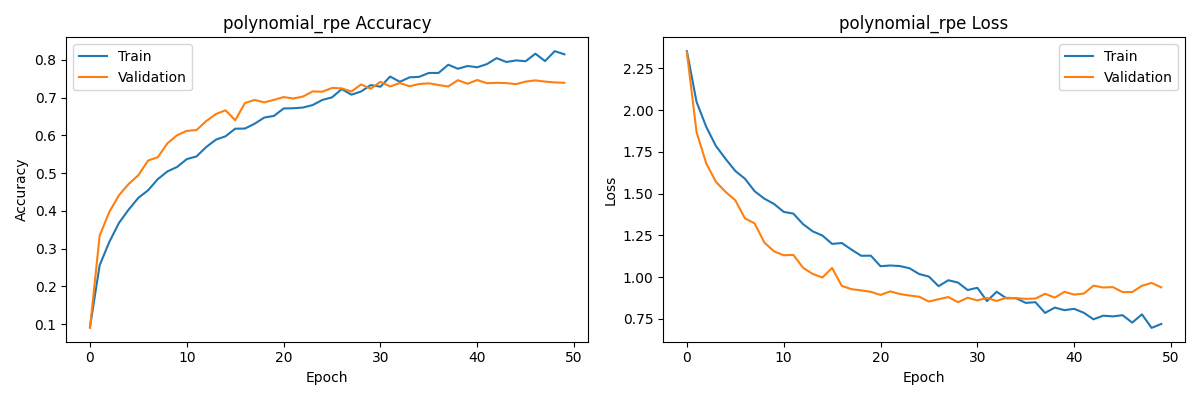 polynomial_rpe Accuracy
Train
Validation
0.8
0.7
0.6
0.5
0.4
0.3
0.2
0.1
Accuracy
0
10
20
30
40
50
Epoch
polynomial_rpe Loss
Train
Validation
2.25
2.00
1.75
1.50
1.25
1.00
0.75
Loss
0
10
20
30
40
50
Epoch